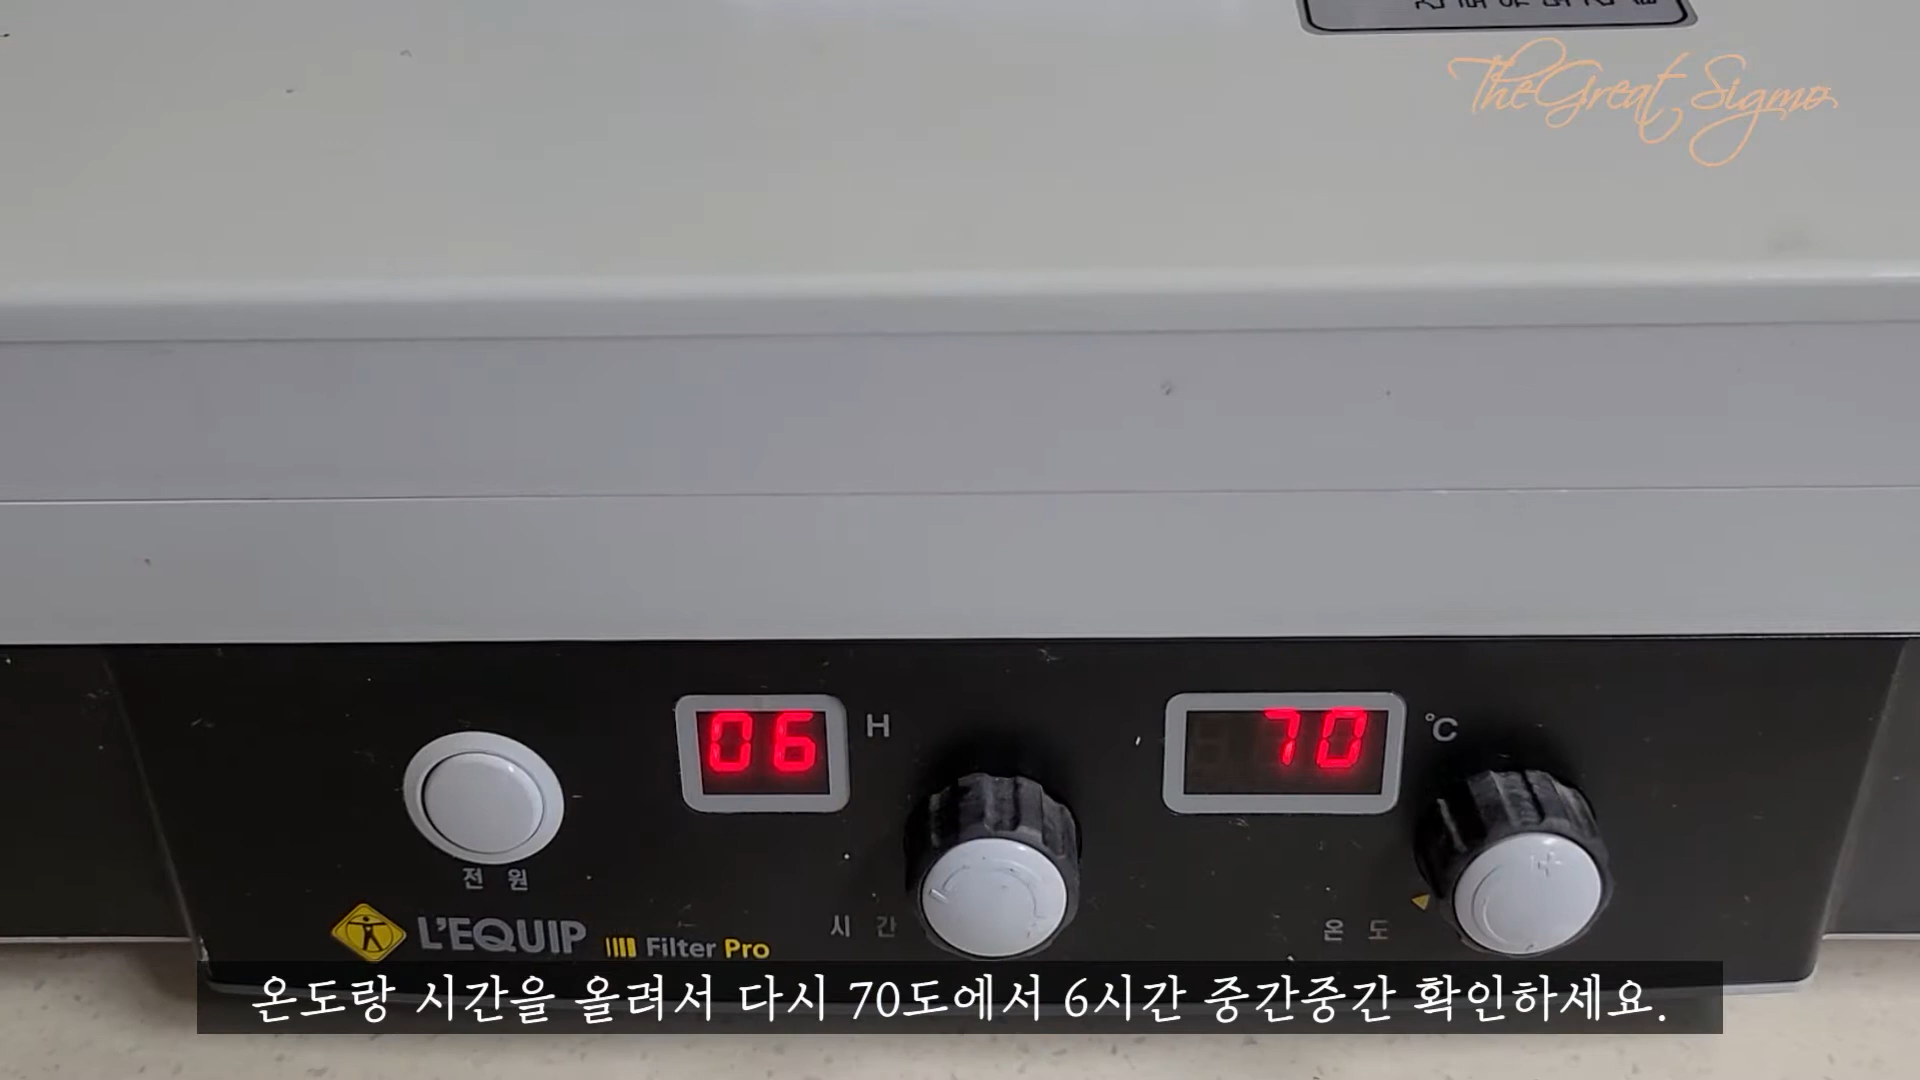 TheGreat Sigmo
06 H
70 °C
전 원
시 간
온 도
L'EQUIP Filter Pro
온도랑 시간을 올려서 다시 70도에서 6시간 중간중간 확인하세요.